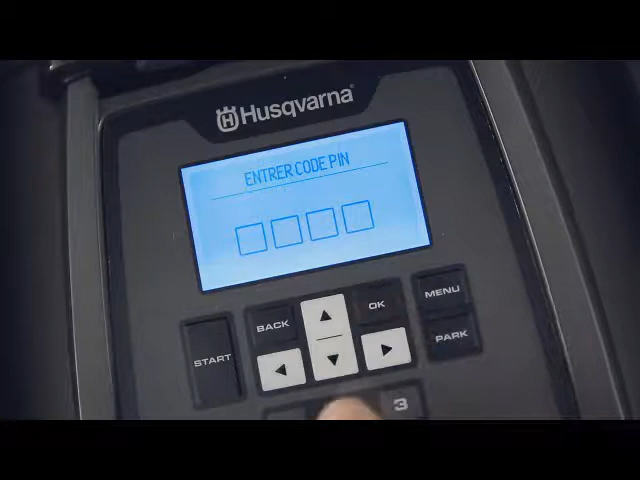 Husqvarna
ENTRER CODE PIN
START
BACK
OK
MENU
PARK
3